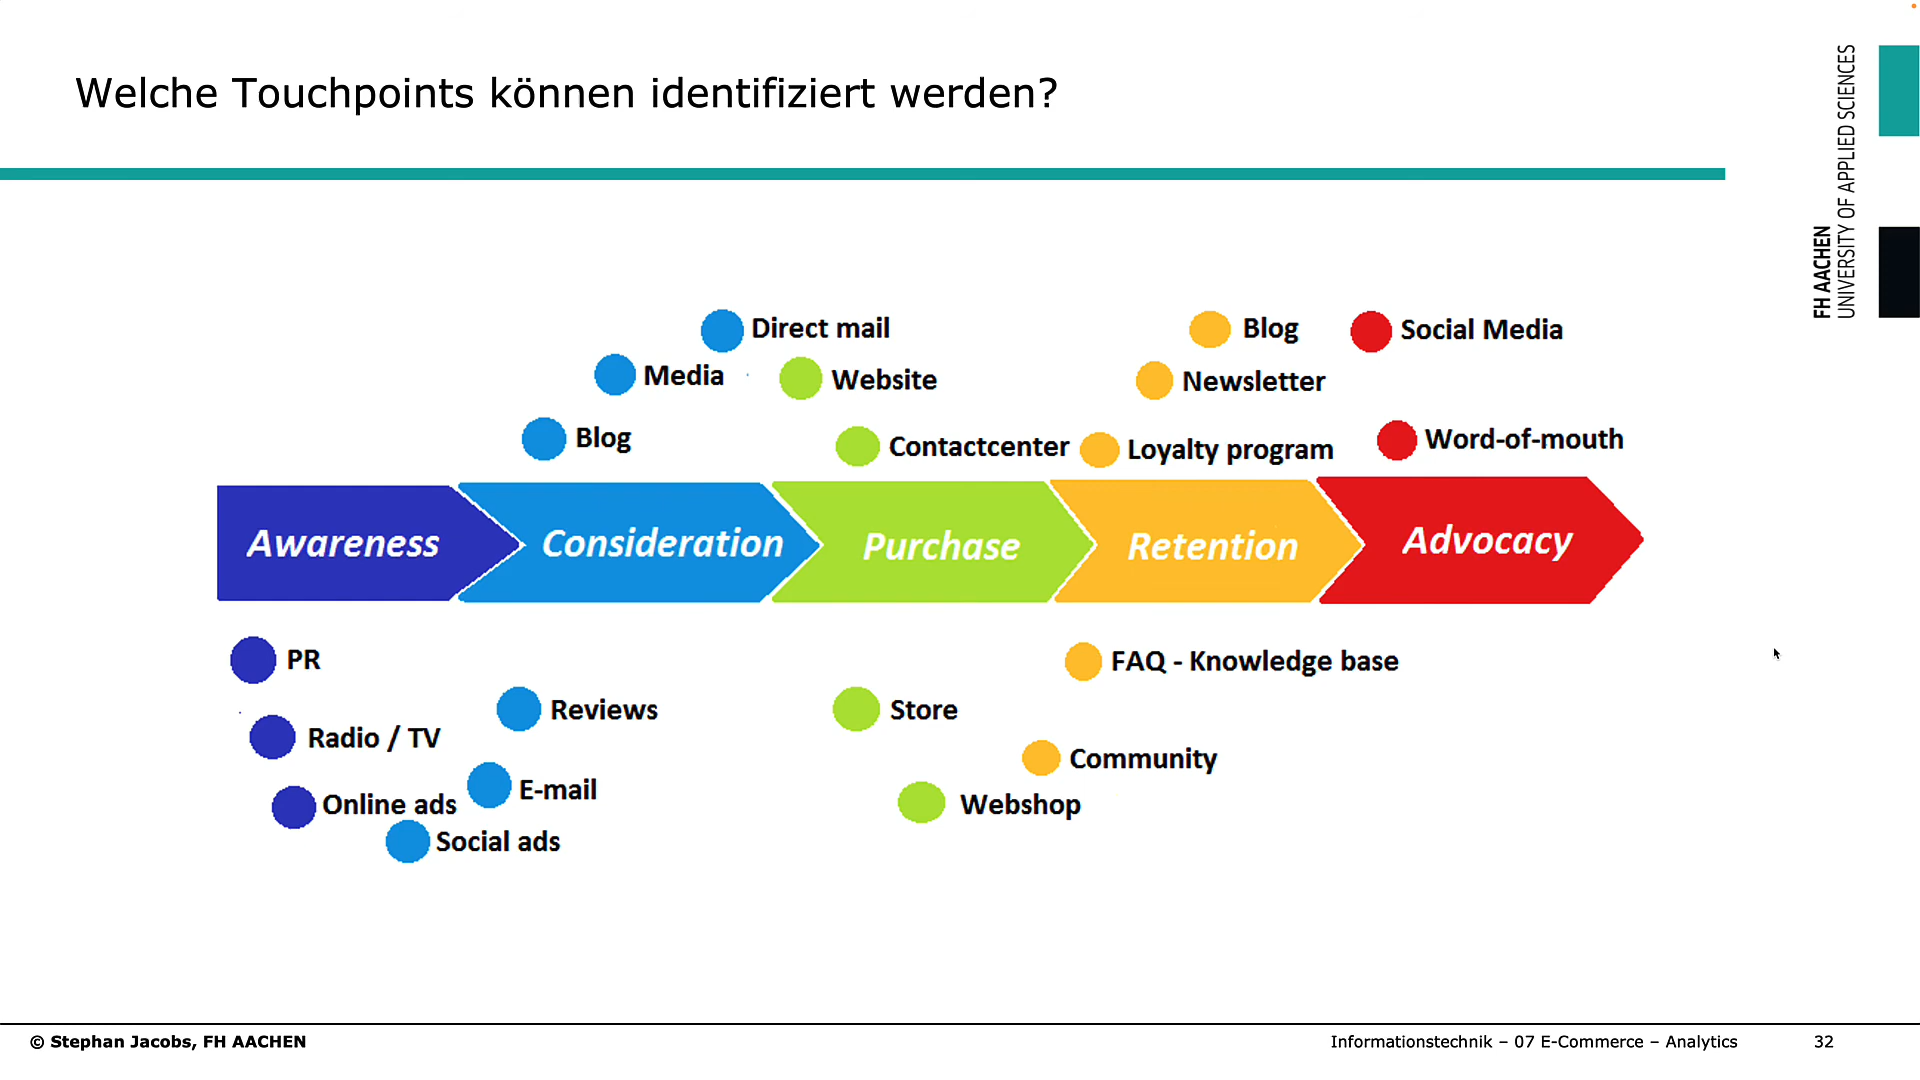 Welche Touchpoints können identifiziert werden?
FH AACHEN
UNIVERSITY OF APPLIED SCIENCES
Direct mail
Blog
Social Media
Media
Website
Newsletter
Blog
Contactcenter
Loyalty program
Word-of-mouth
Awareness
Consideration
Purchase
Retention
Advocacy
PR
FAQ - Knowledge base
Reviews
Store
Radio / TV
Community
E-mail
Online ads
Webshop
Social ads
© Stephan Jacobs, FH AACHEN
Informationstechnik – 07 E-Commerce – Analytics
32